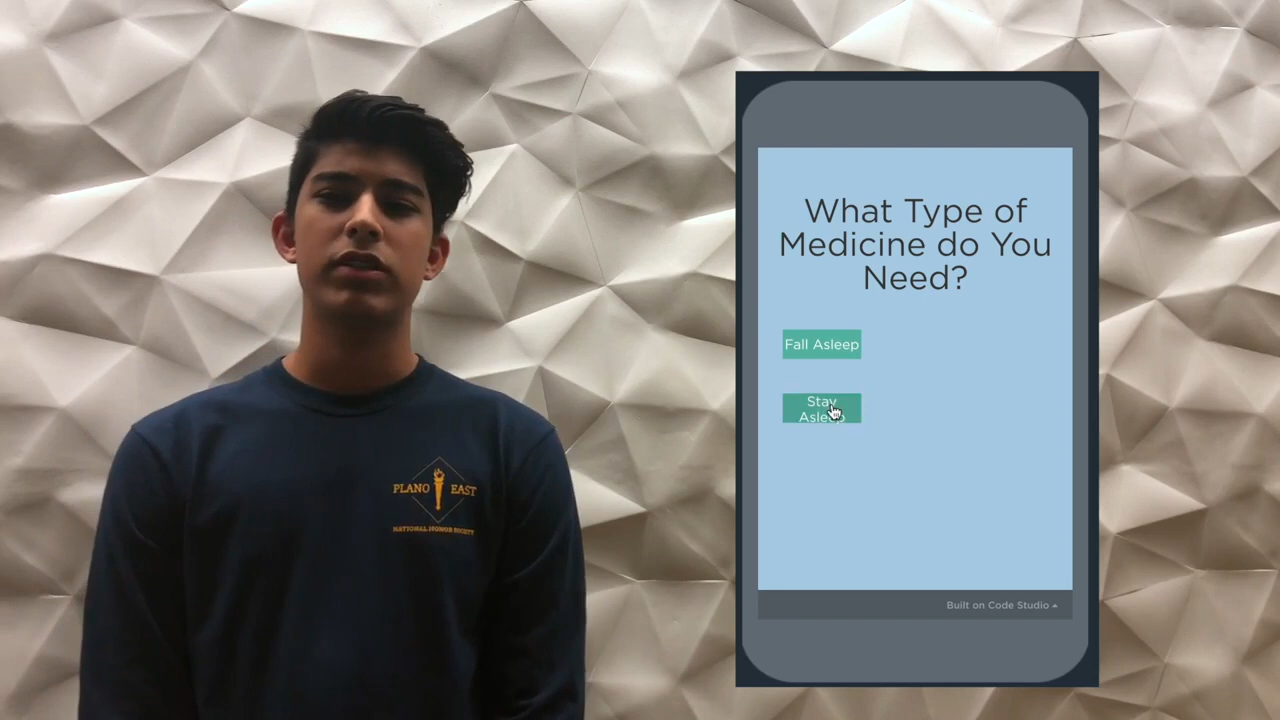 PLANO EAST
NATIONAL HONOR SOCIETY
What Type of
Medicine do You
Need?
Fall Asleep
Stay
Asleep
Built on Code Studio